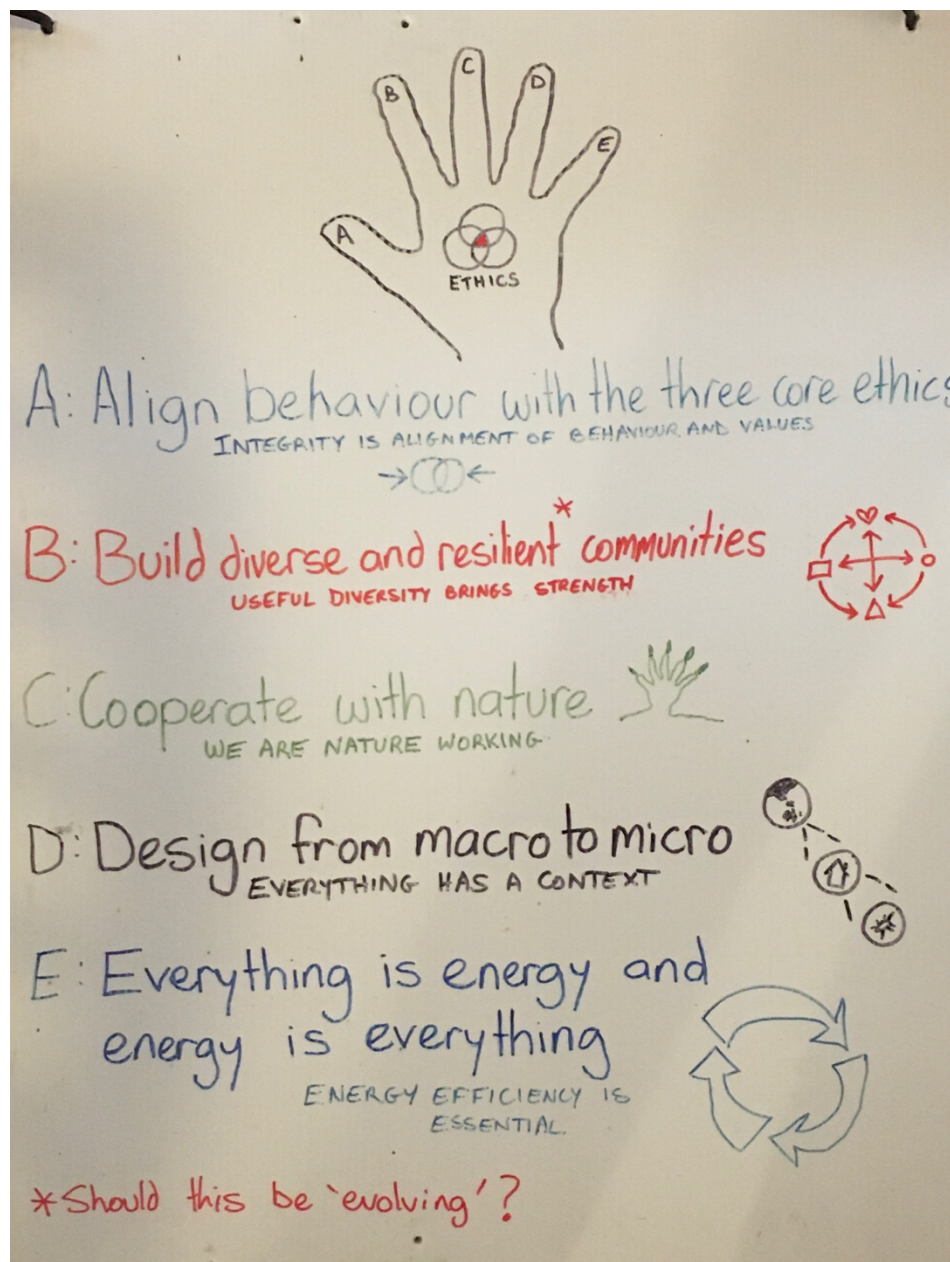 C
B
D
E
A
ETHICS
A: Align behaviour with the three core ethics
INTEGRITY IS ALIGNMENT OF BEHAVIOUR AND VALUES
B: Build diverse and resilient* communities
USEFUL DIVERSITY BRINGS STRENGTH
C: Cooperate with nature
WE ARE NATURE WORKING
D: Design from macro to micro
EVERYTHING HAS A CONTEXT
E: Everything is energy and
energy is everything
ENERGY EFFICIENCY IS
ESSENTIAL
*Should this be 'evolving'?